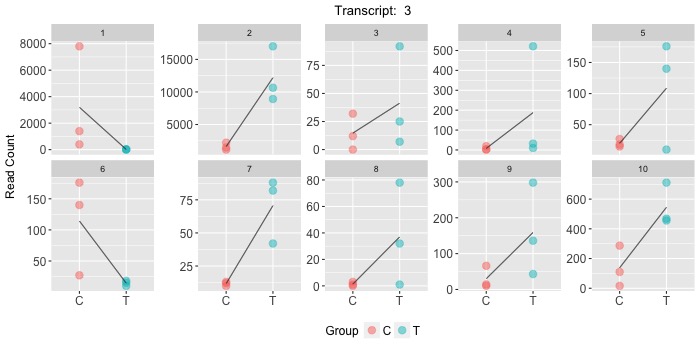 Transcript: 3
1 2 3 4 5
8000 6000 4000 2000 0
15000 10000 5000
75 50 25 0
500 400 300 200 100 0
150 100 50
Read Count
6 7 8 9 10
150 100 50
75 50 25
80 60 40 20 0
300 200 100 0
600 400 200 0
C T C T C T C T C T
Group C T